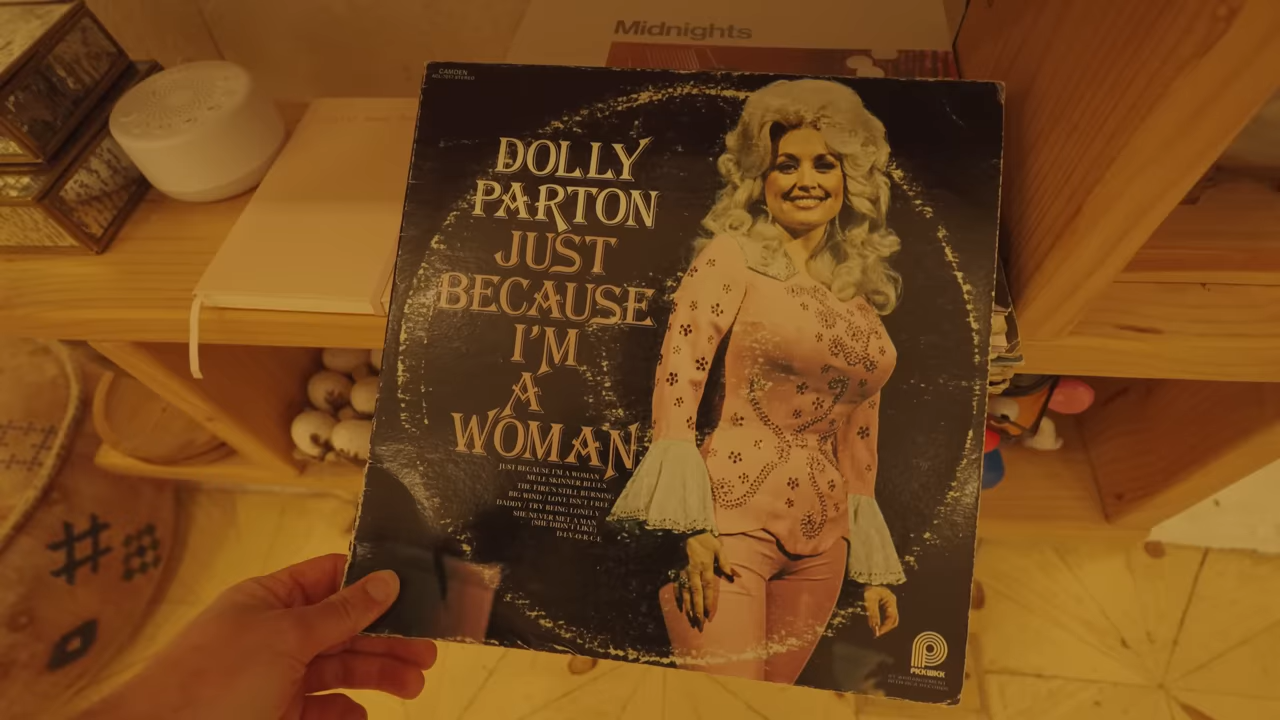 Midnights
CAMDEN
DOLLY
PARTON
JUST
BECAUSE
I'M
A
WOMAN
JUST BECAUSE I'M A WOMAN
MULE SKINNER BLUES
THE FIRE'S STILL BURNING
BIG WIND / LOVE ISN'T FREE
DADDY / TRY BEING LONELY
SHE NEVER MET A MAN
(SHE DIDN'T LIKE)
D-I-V-O-R-C-E
PICKWICK